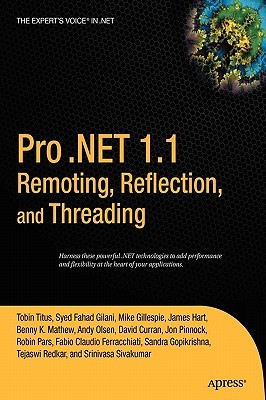 THE EXPERT'S VOICE® IN .NET
Pro .NET 1.1
Remoting, Reflection,
and Threading
Harness these powerful .NET technologies to add performance
and flexibility at the heart of your applications.
Tobin Titus, Syed Fahad Gilani, Mike Gillespie, James Hart,
Benny K. Mathew, Andy Olsen, David Curran, Jon Pinnock,
Robin Pars, Fabio Claudio Ferracchiati, Sandra Gopikrishna,
Tejaswi Redkar, and Srinivasa Sivakumar
Apress®